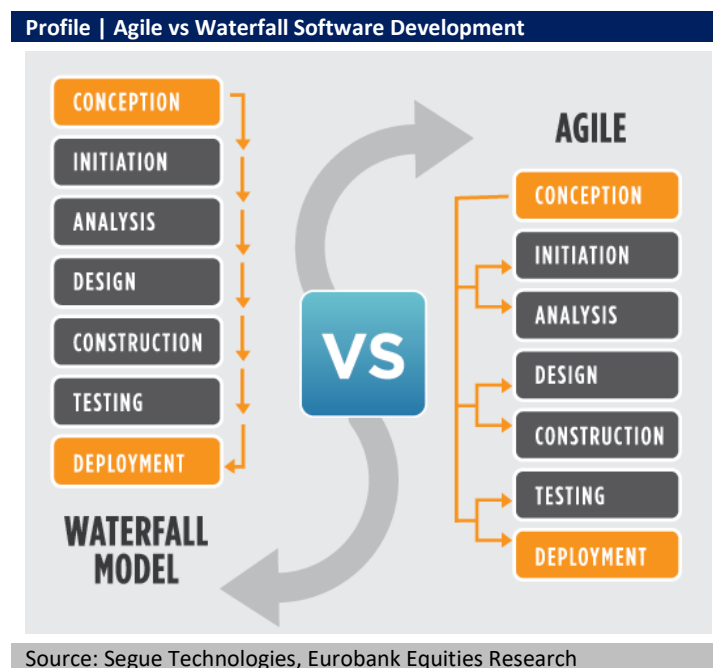 Profile | Agile vs Waterfall Software Development
CONCEPTION
INITIATION
ANALYSIS
DESIGN
CONSTRUCTION
TESTING
DEPLOYMENT
WATERFALL
MODEL
VS
AGILE
CONCEPTION
INITIATION
ANALYSIS
DESIGN
CONSTRUCTION
TESTING
DEPLOYMENT
Source: Segue Technologies, Eurobank Equities Research